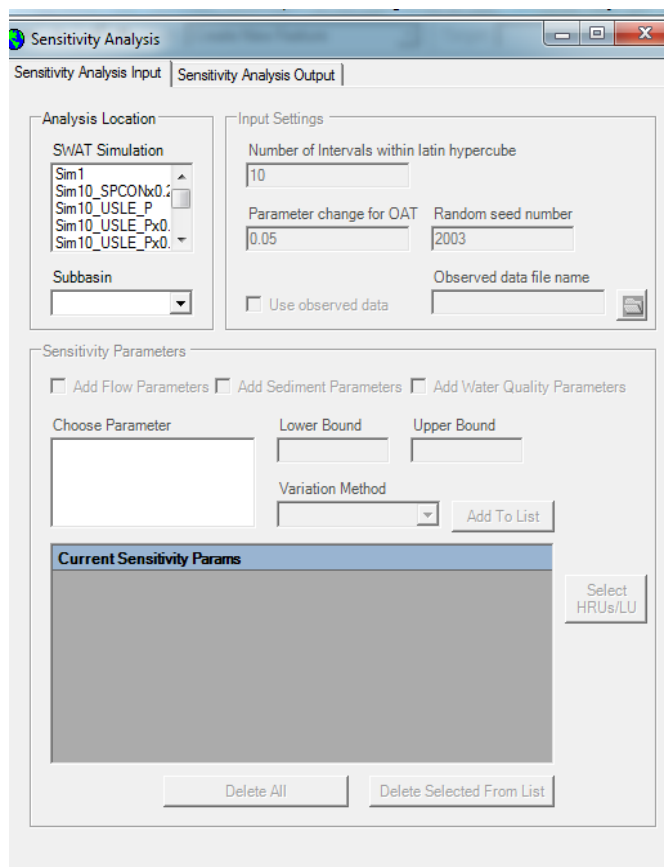 Sensitivity Analysis
Sensitivity Analysis Input
Sensitivity Analysis Output
Analysis Location
SWAT Simulation
Sim1
Sim10_SPCONx0.2
Sim10_USLE_P
Sim10_USLE_Px0.
Sim10_USLE_Px0.
Subbasin
Input Settings
Number of Intervals within latin hypercube
10
Parameter change for OAT Random seed number
0.05 2003
Observed data file name
Use observed data
Sensitivity Parameters
Add Flow Parameters Add Sediment Parameters Add Water Quality Parameters
Choose Parameter Lower Bound Upper Bound
Variation Method
Add To List
Current Sensitivity Params
Select
HRUs/LU
Delete All Delete Selected From List